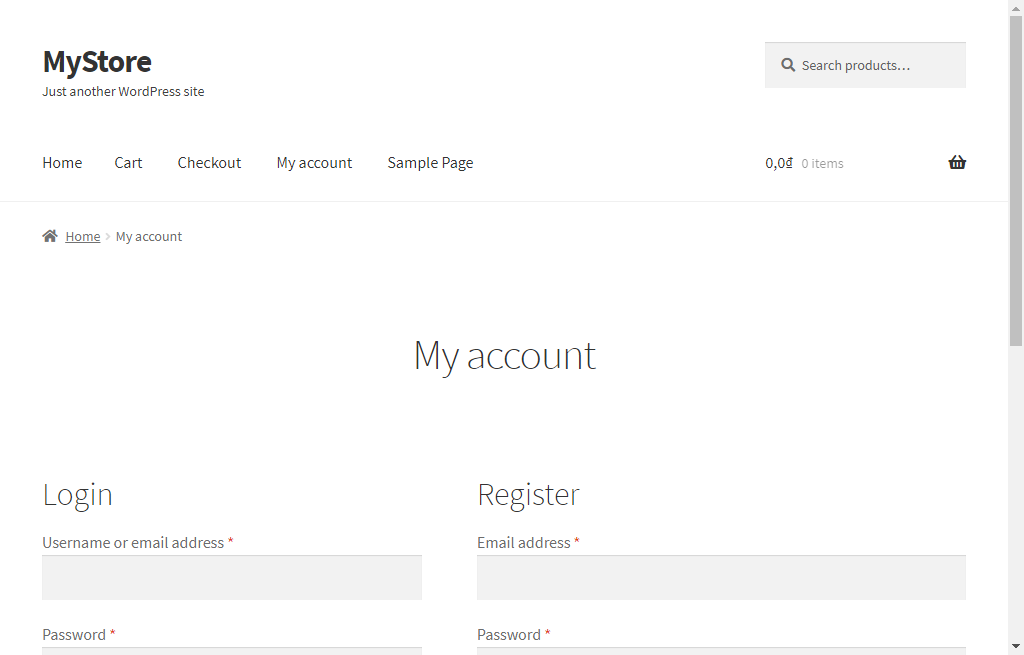 MyStore
Just another WordPress site
Search products…
Home Cart Checkout My account Sample Page
0,0₫ 0 items
Home My account
My account
Login
Username or email address *
Password *
Register
Email address *
Password *